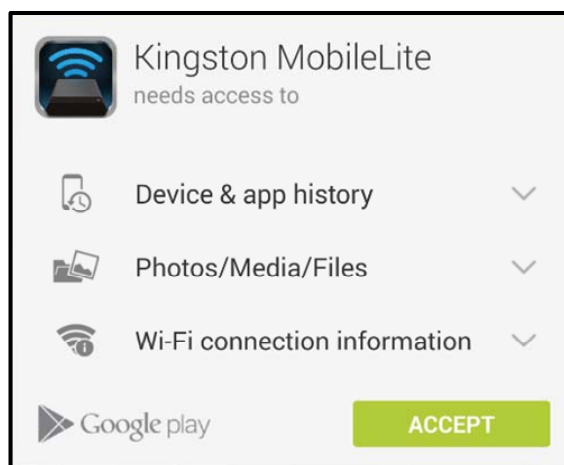 Kingston MobileLite
needs access to
Device & app history
Photos/Media/Files
Wi-Fi connection information
Google play
ACCEPT